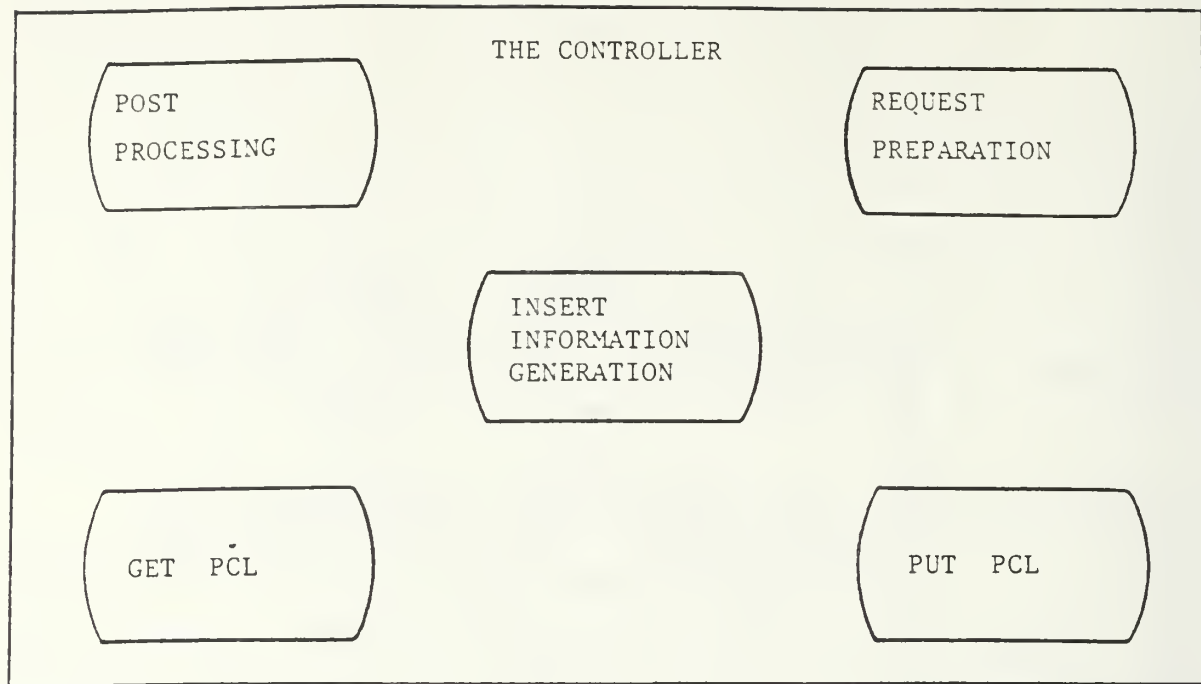 THE CONTROLLER
POST
PROCESSING
REQUEST
PREPARATION
INSERT
INFORMATION
GENERATION
GET PCL
PUT PCL